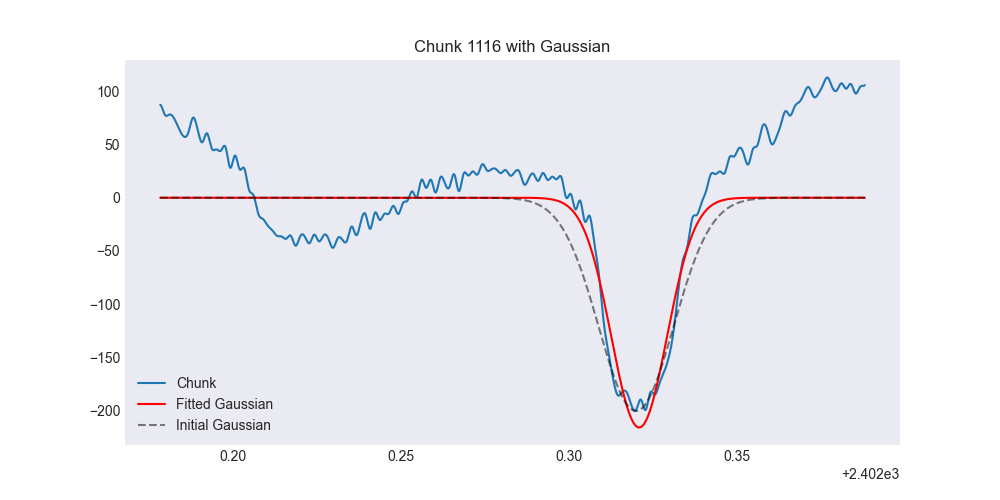 Chunk 1116 with Gaussian
100
50
0
−50
−100
−150
−200
Chunk
Fitted Gaussian
Initial Gaussian
0.20 0.25 0.30 0.35
+2.402e3